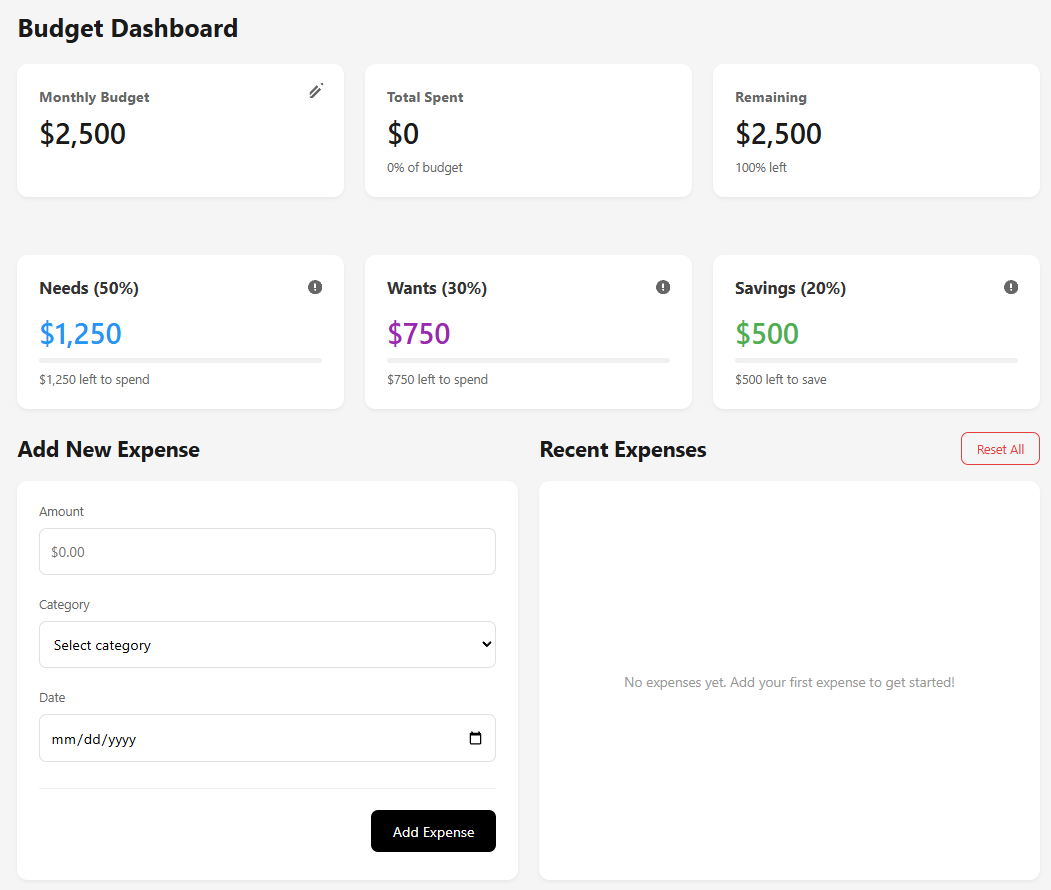 Budget Dashboard
Monthly Budget
$2,500
Total Spent
$0
0% of budget
Remaining
$2,500
100% left
Needs (50%)
$1,250
$1,250 left to spend
Wants (30%)
$750
$750 left to spend
Savings (20%)
$500
$500 left to save
Add New Expense
Amount
$0.00
Category
Select category
Date
mm/dd/yyyy
Add Expense
Recent Expenses
Reset All
No expenses yet. Add your first expense to get started!